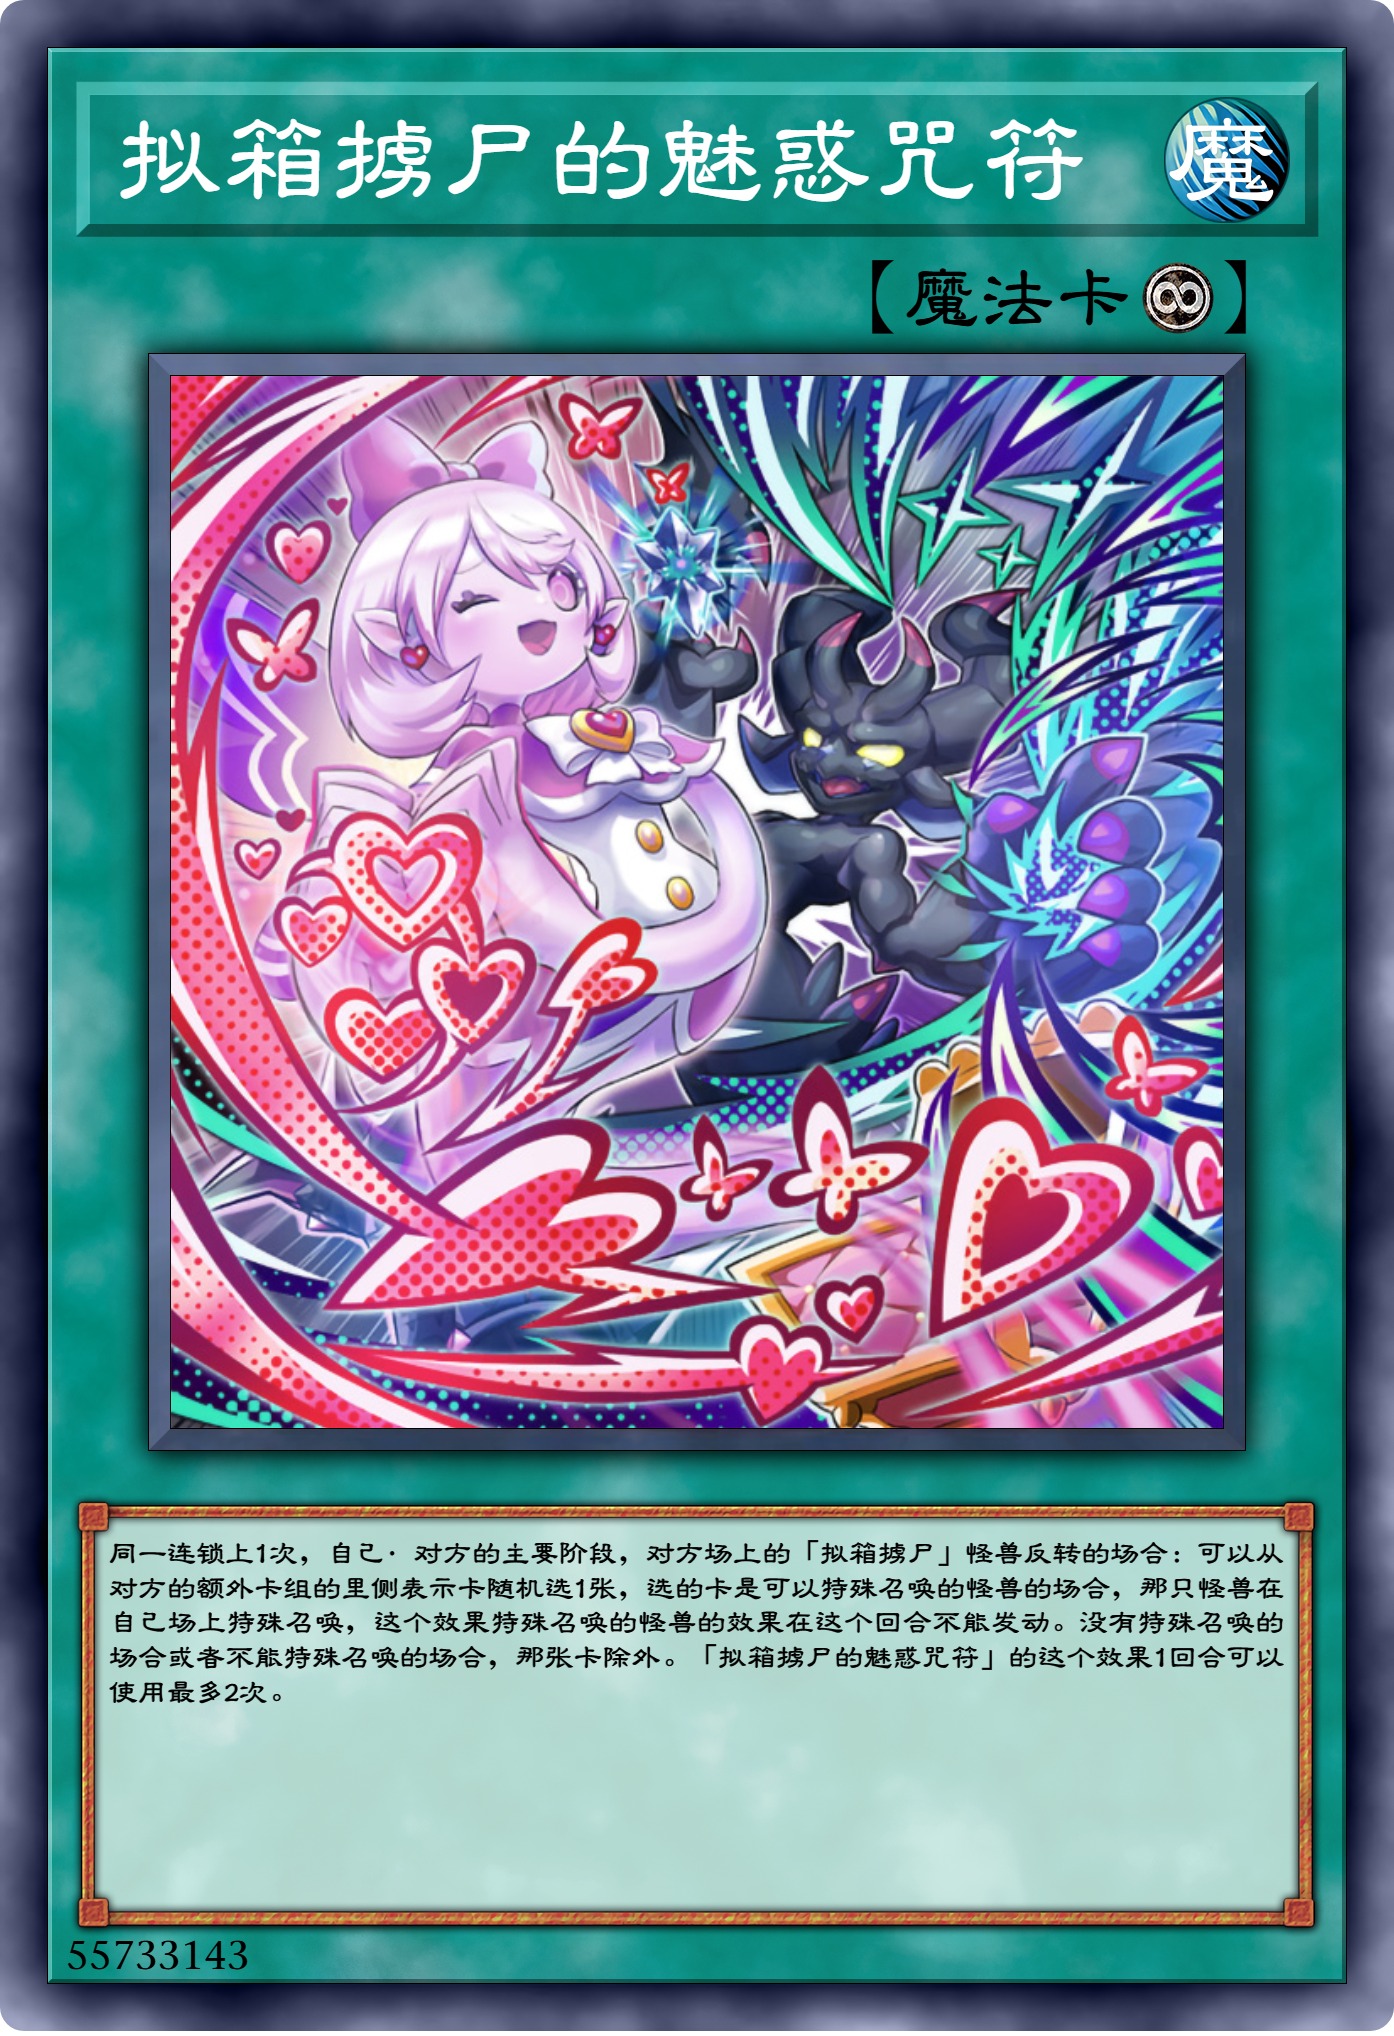 拟箱掳尸的魅惑咒符 魔
【魔法卡】
同一连锁上1次，自己·对方的主要阶段，对方场上的「拟箱掳尸」怪兽反转的场合：可以从
对方的额外卡组的里侧表示卡随机选1张，选的卡是可以特殊召唤的怪兽的场合，那只怪兽在
自己场上特殊召唤，这个效果特殊召唤的怪兽的效果在这个回合不能发动。没有特殊召唤的
场合或者不能特殊召唤的场合，那张卡除外。「拟箱掳尸的魅惑咒符」的这个效果1回合可以
使用最多2次。
55733143